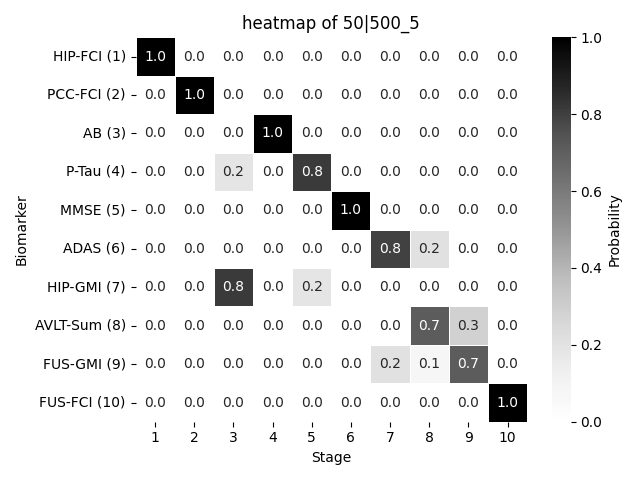 heatmap of 50|500_5
HIP-FCI (1) 1.0 0.0 0.0 0.0 0.0 0.0 0.0 0.0 0.0 0.0
PCC-FCI (2) 0.0 1.0 0.0 0.0 0.0 0.0 0.0 0.0 0.0 0.0
AB (3) 0.0 0.0 0.0 1.0 0.0 0.0 0.0 0.0 0.0 0.0
P-Tau (4) 0.0 0.0 0.2 0.0 0.8 0.0 0.0 0.0 0.0 0.0
MMSE (5) 0.0 0.0 0.0 0.0 0.0 1.0 0.0 0.0 0.0 0.0
ADAS (6) 0.0 0.0 0.0 0.0 0.0 0.0 0.8 0.2 0.0 0.0
HIP-GMI (7) 0.0 0.0 0.8 0.0 0.2 0.0 0.0 0.0 0.0 0.0
AVLT-Sum (8) 0.0 0.0 0.0 0.0 0.0 0.0 0.0 0.7 0.3 0.0
FUS-GMI (9) 0.0 0.0 0.0 0.0 0.0 0.0 0.2 0.1 0.7 0.0
FUS-FCI (10) 0.0 0.0 0.0 0.0 0.0 0.0 0.0 0.0 0.0 1.0
1 2 3 4 5 6 7 8 9 10
Stage
Biomarker
1.0
0.8
0.6
0.4
0.2
0.0
Probability